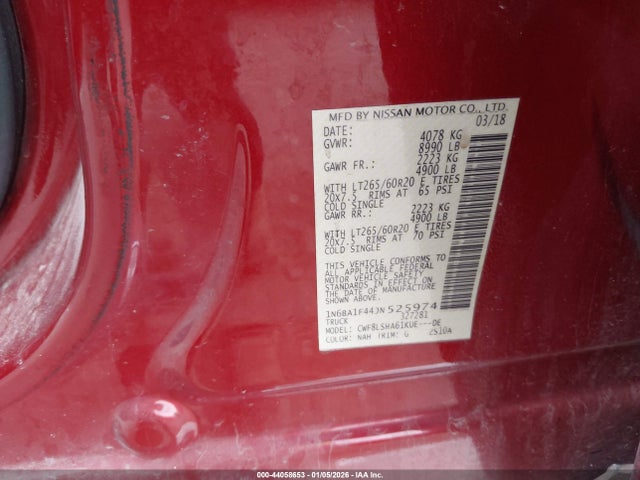 MFD BY NISSAN MOTOR CO., LTD.
DATE: 03/18
GVWR: 4078 KG
8990 LB
GAWR FR.: 2223 KG
4900 LB
WITH LT265/60R20 E TIRES
20X7.5 RIMS AT 65 PSI
COLD SINGLE
GAWR RR.: 2223 KG
4900 LB
WITH LT265/60R20 E TIRES
20X7.5 RIMS AT 70 PSI
COLD SINGLE
THIS VEHICLE CONFORMS TO
ALL APPLICABLE FEDERAL
MOTOR VEHICLE SAFETY
STANDARDS IN EFFECT ON
THE DATE OF MANUFACTURE
SHOWN ABOVE.
1N6BA1F44JN525974
TRUCK 327281
MODEL: CWF8LSHA61KUE---DE
COLOR: NAH TRIM: G 2S10A
000-44058653 - 01/05/2026 - IAA Inc.